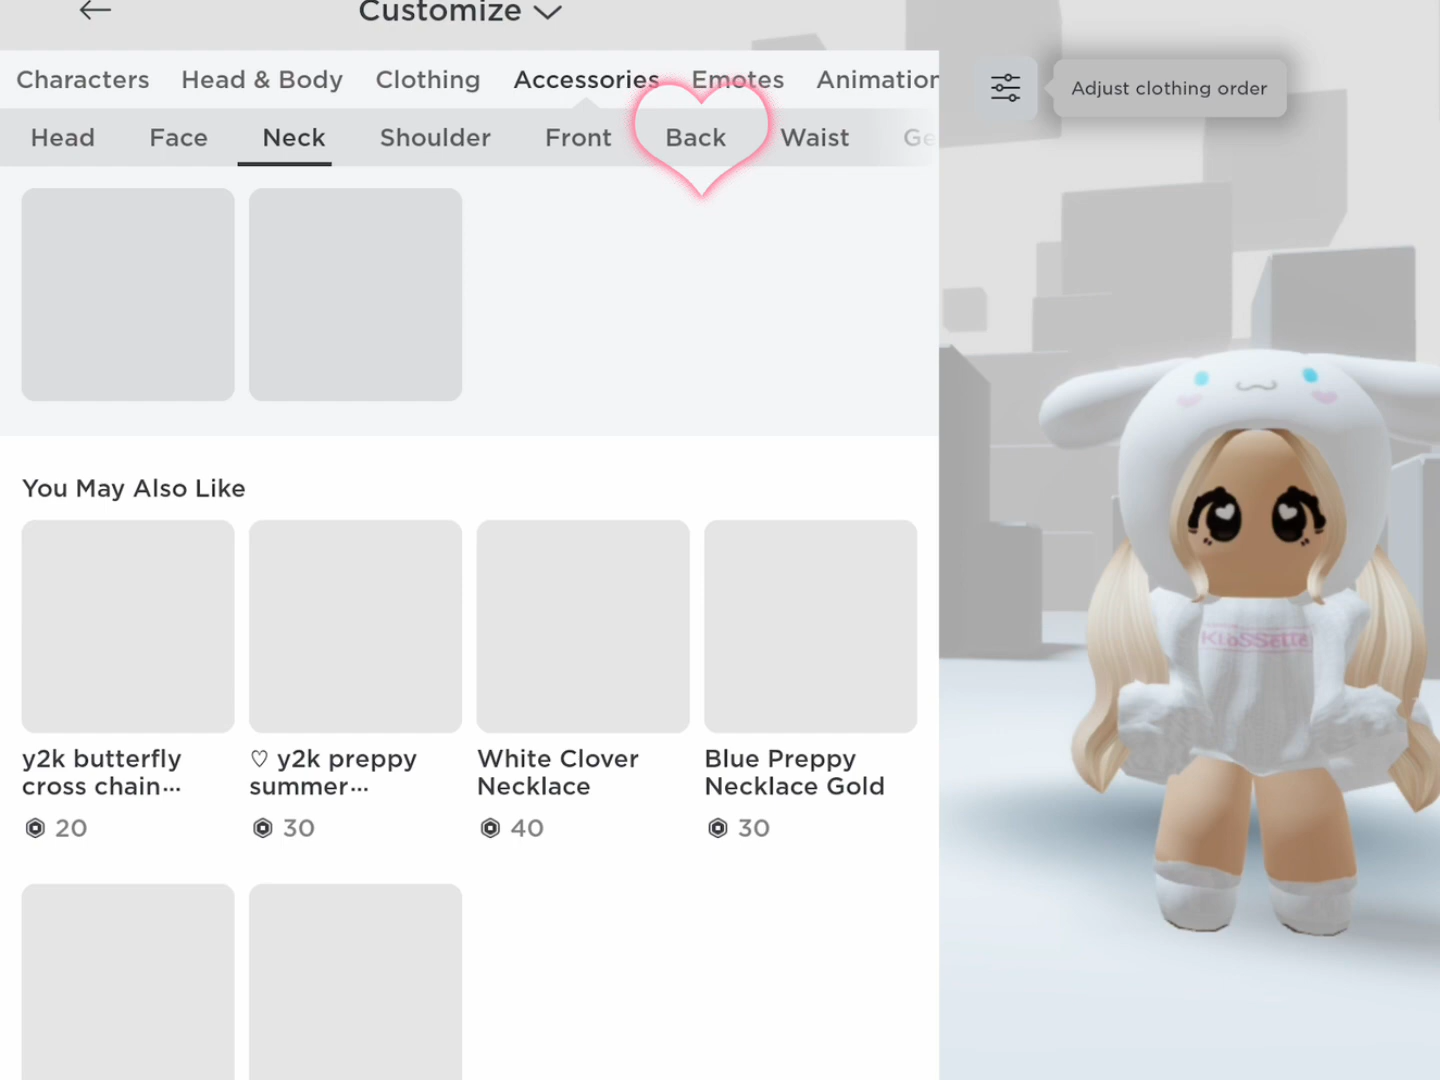 Customize
Characters Head & Body Clothing Accessories Emotes Animation
Head Face Neck Shoulder Front Back Waist Ge
Adjust clothing order
You May Also Like
y2k butterfly
cross chain...
♡ y2k preppy
summer...
White Clover
Necklace
Blue Preppy
Necklace Gold
20
30
40
30